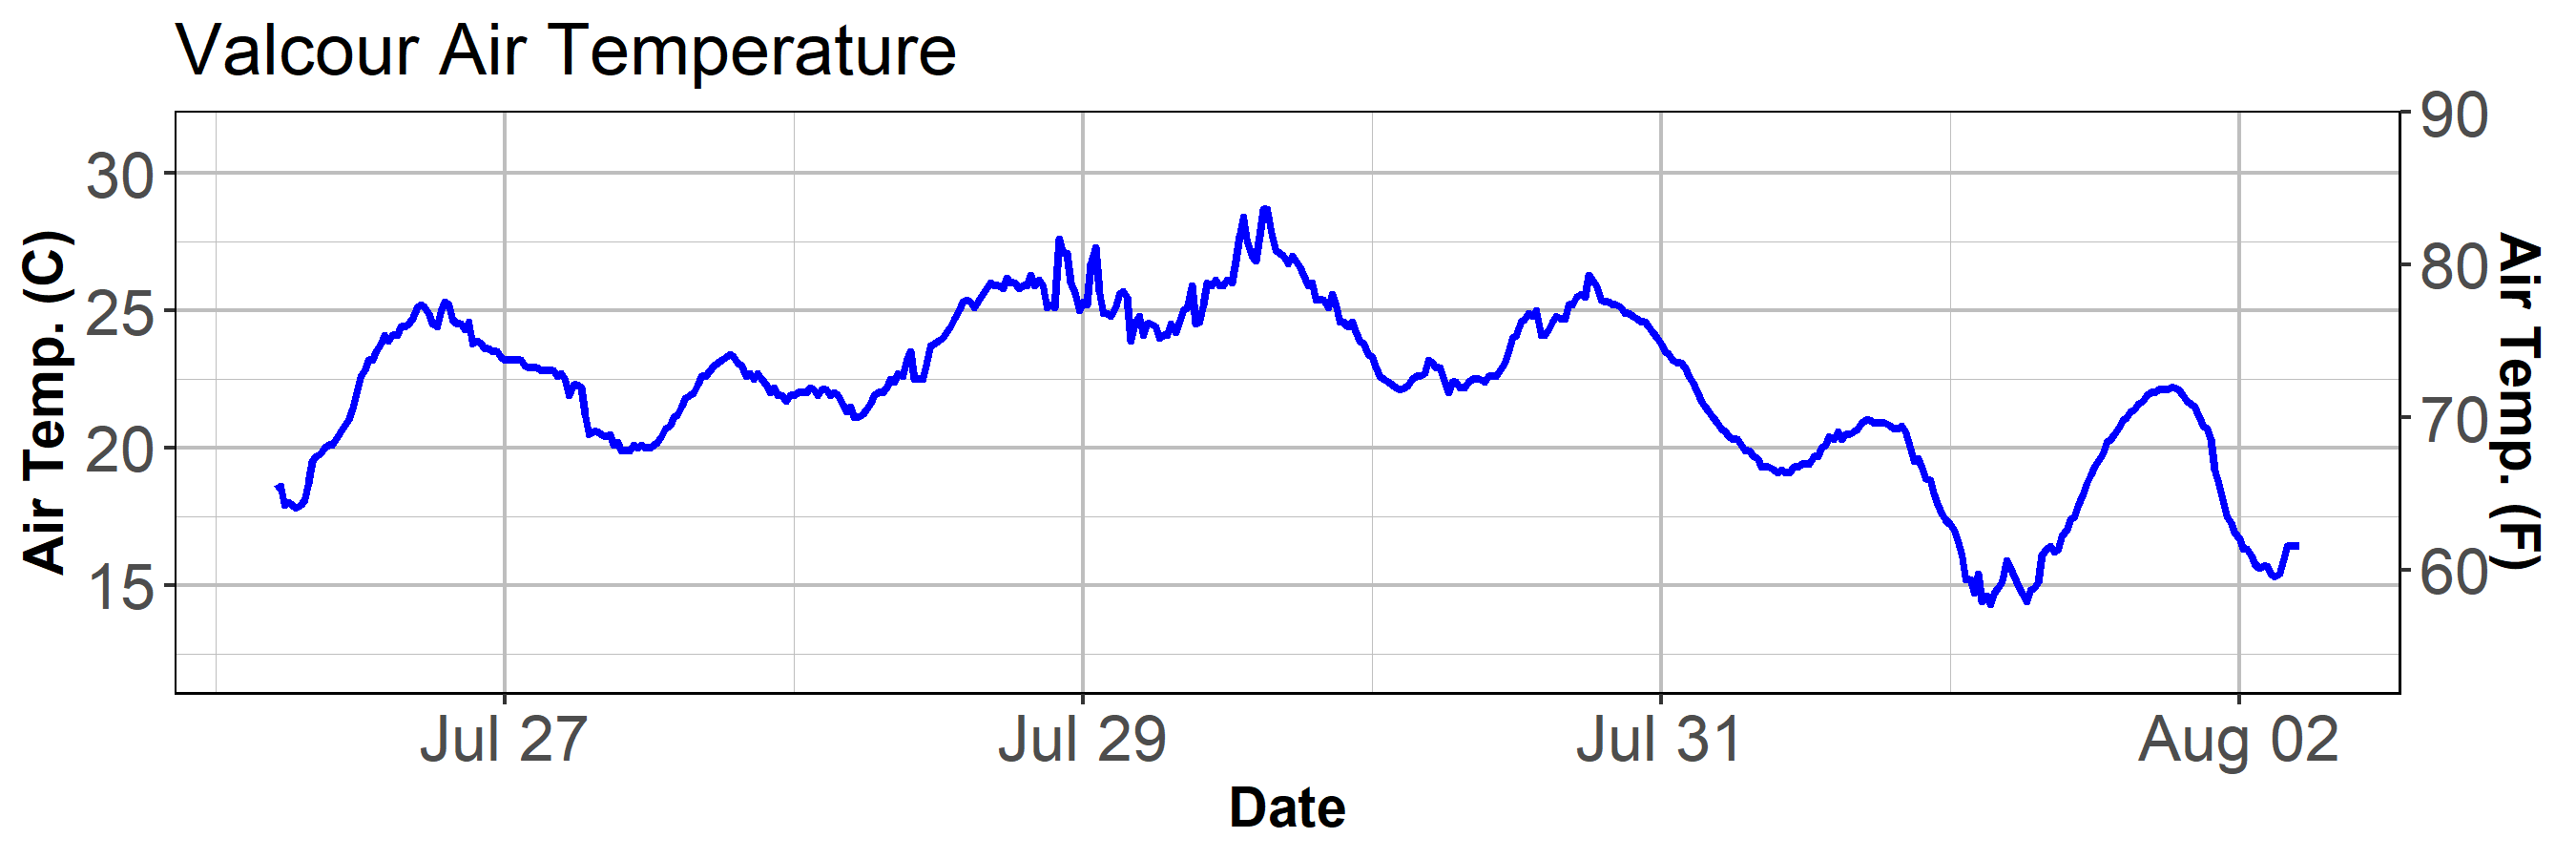 Valcour Air Temperature
Air Temp. (C)
30
25
20
15
90
80
70
60
Air Temp. (F)
Jul 27
Jul 29
Jul 31
Aug 02
Date